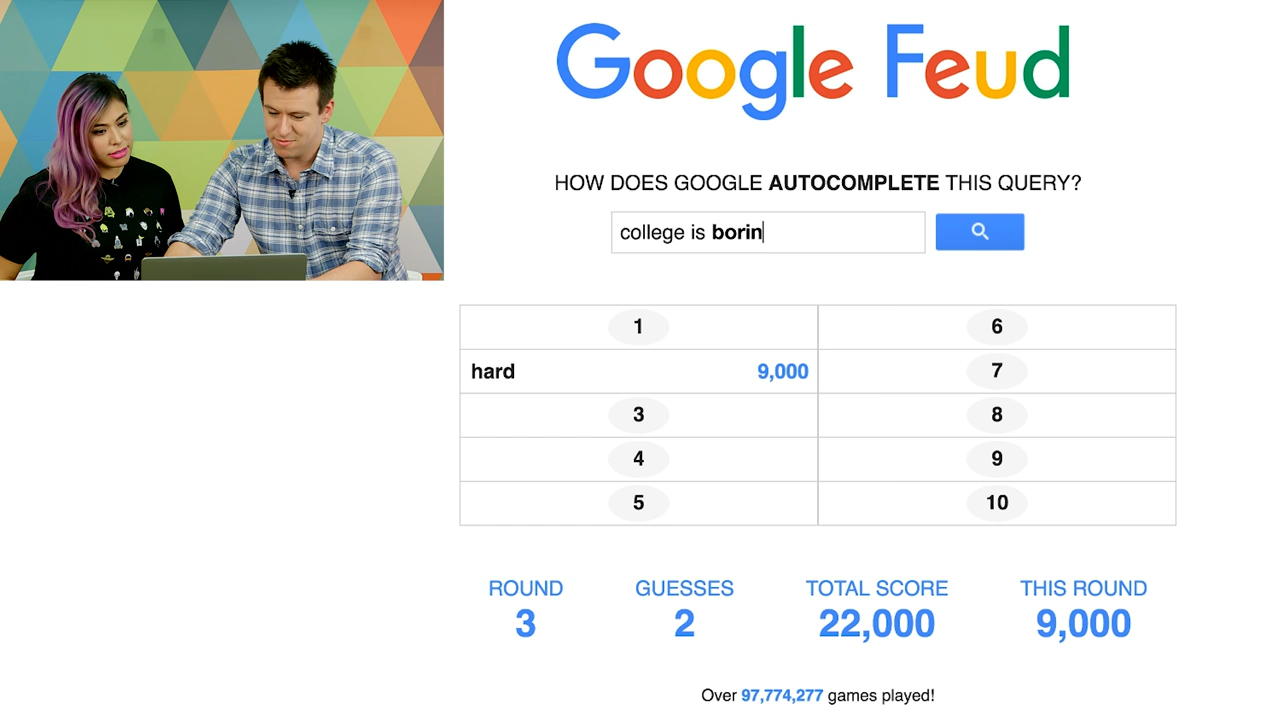 Google Feud
HOW DOES GOOGLE AUTOCOMPLETE THIS QUERY?
college is borin
1
6
hard 9,000
7
3
8
4
9
5
10
ROUND GUESSES TOTAL SCORE THIS ROUND
3 2 22,000 9,000
Over 97,774,277 games played!